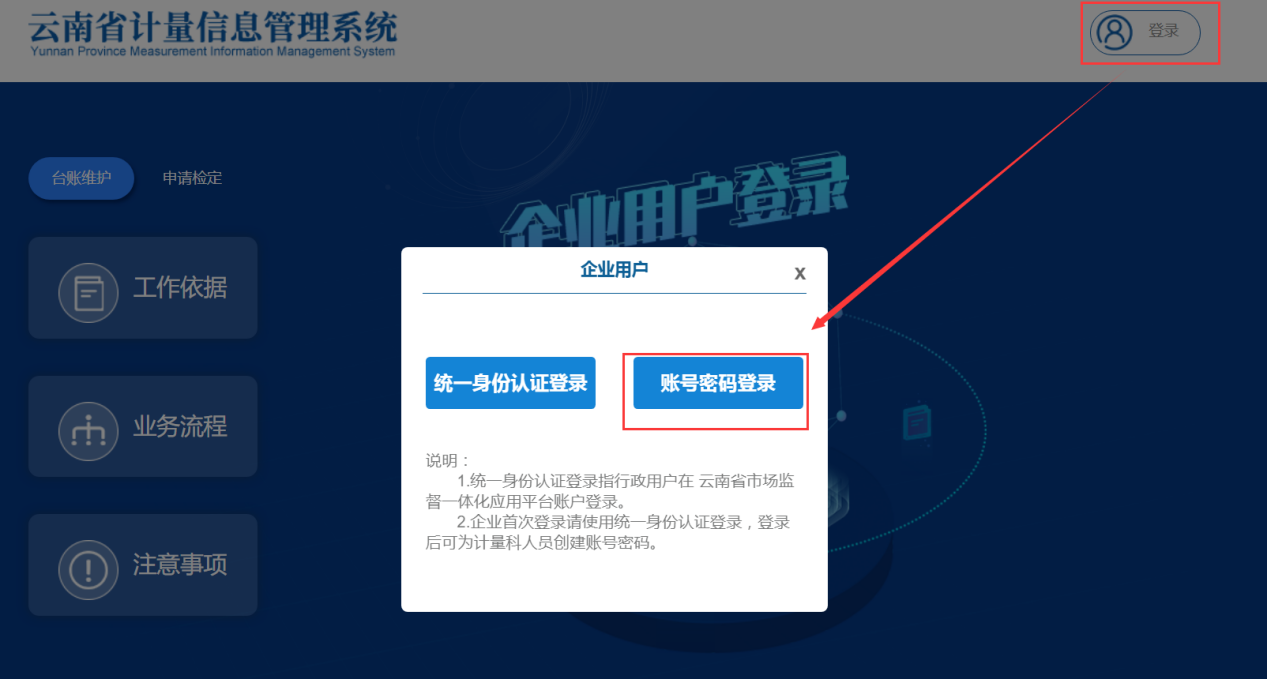 云南省计量信息管理系统
Yunnan Province Measurement Information Management System
登录
台账维护
申请检定
企业用户登录
工作依据
业务流程
注意事项
企业用户
x
统一身份认证登录
账号密码登录
说明：
1.统一身份认证登录指行政用户在 云南省市场监
督一体化应用平台账户登录。
2.企业首次登录请使用统一身份认证登录，登录
后可为计量科人员创建账号密码。